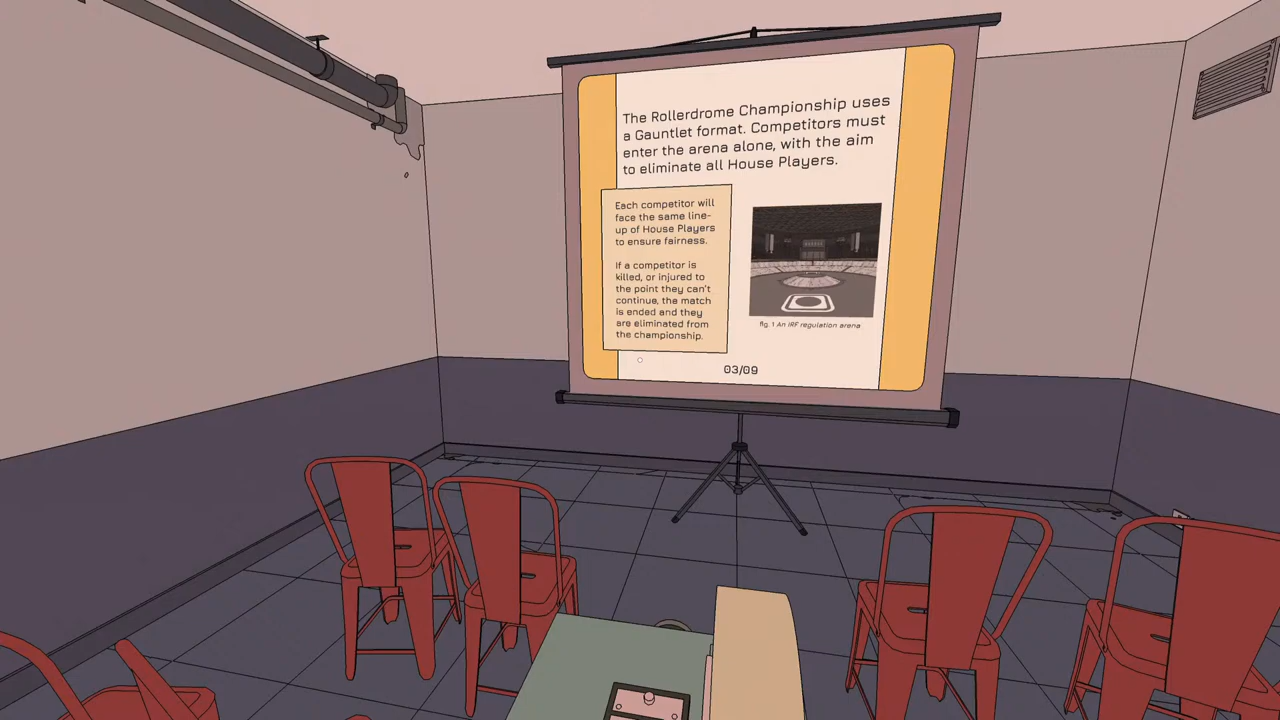 The Rollerdrome Championship uses
a Gauntlet format. Competitors must
enter the arena alone, with the aim
to eliminate all House Players.
Each competitor will
face the same line-
up of House Players
to ensure fairness.
If a competitor is
killed, or injured to
the point they can't
continue, the match
is ended and they
are eliminated from
the championship.
fig. 1 An IRF regulation arena
03/09